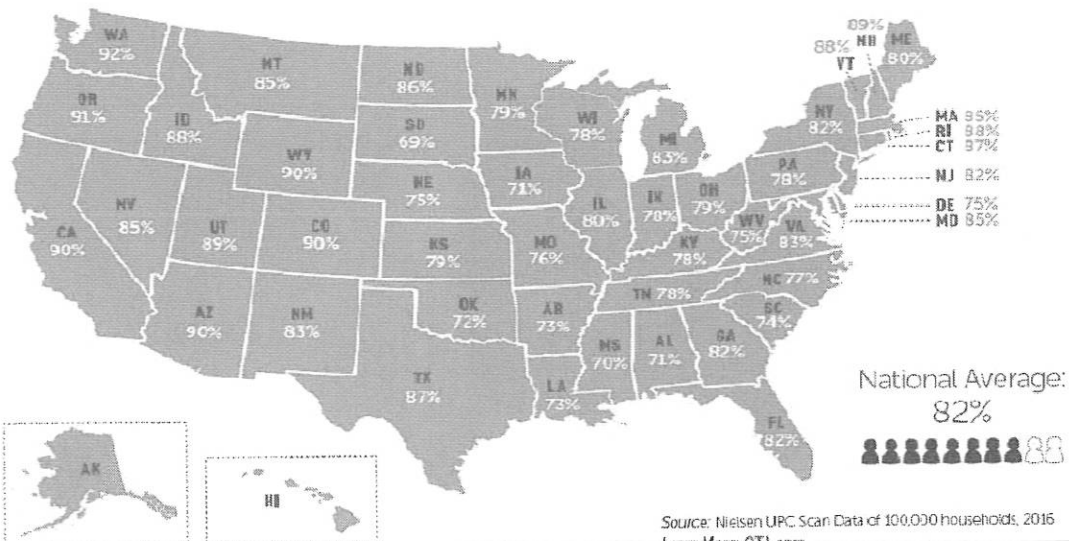 89%
88% NH
VT
ME
80%
WA
92%
MT
85%
ND
86%
MN
79%
OR
91%
ID
88%
WY
90%
SD
69%
WI
78%
MI
83%
NY
82%
MA
RI 88%
CT 87%
NJ 82%
DE 75%
MD 85%
CA
90%
NV
85%
UT
89%
CO
90%
NE
75%
IA
71%
IL
80%
IN
78%
OH
79%
PA
78%
WV
75%
VA
83%
KS
79%
MO
76%
KY
78%
NC 77%
TN 78%
SC
74%
AZ
90%
NM
83%
OK
72%
AR
73%
MS
70%
AL
71%
GA
82%
TX
87%
LA
73%
FL
82%
AK
HI
National Average:
82%
Source: Nielsen UPC Scan Data of 100,000 households, 2016